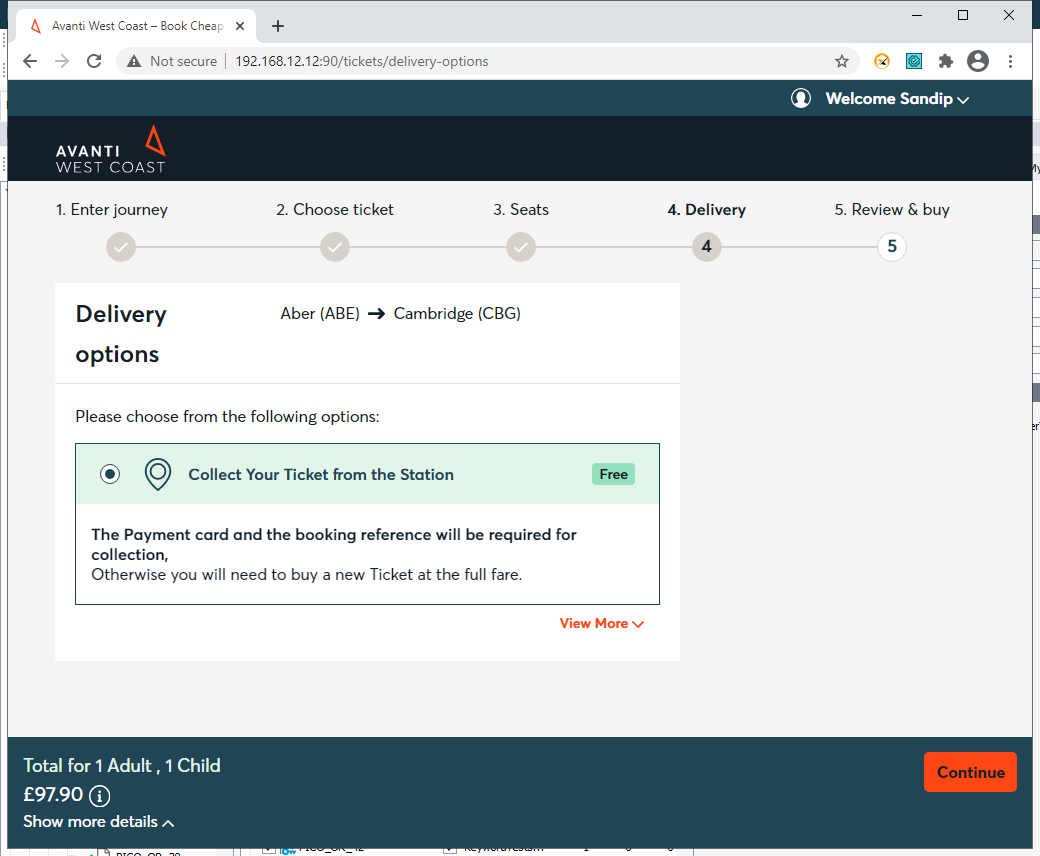 Avanti West Coast – Book Cheap
Not secure
192.168.12.12:90/tickets/delivery-options
Welcome Sandip
AVANTI
WEST COAST
1. Enter journey
2. Choose ticket
3. Seats
4. Delivery
5. Review & buy
4
5
Delivery
options
Aber (ABE) → Cambridge (CBG)
Please choose from the following options:
Collect Your Ticket from the Station
Free
The Payment card and the booking reference will be required for
collection,
Otherwise you will need to buy a new Ticket at the full fare.
View More
Total for 1 Adult , 1 Child
£97.90
Show more details
Continue